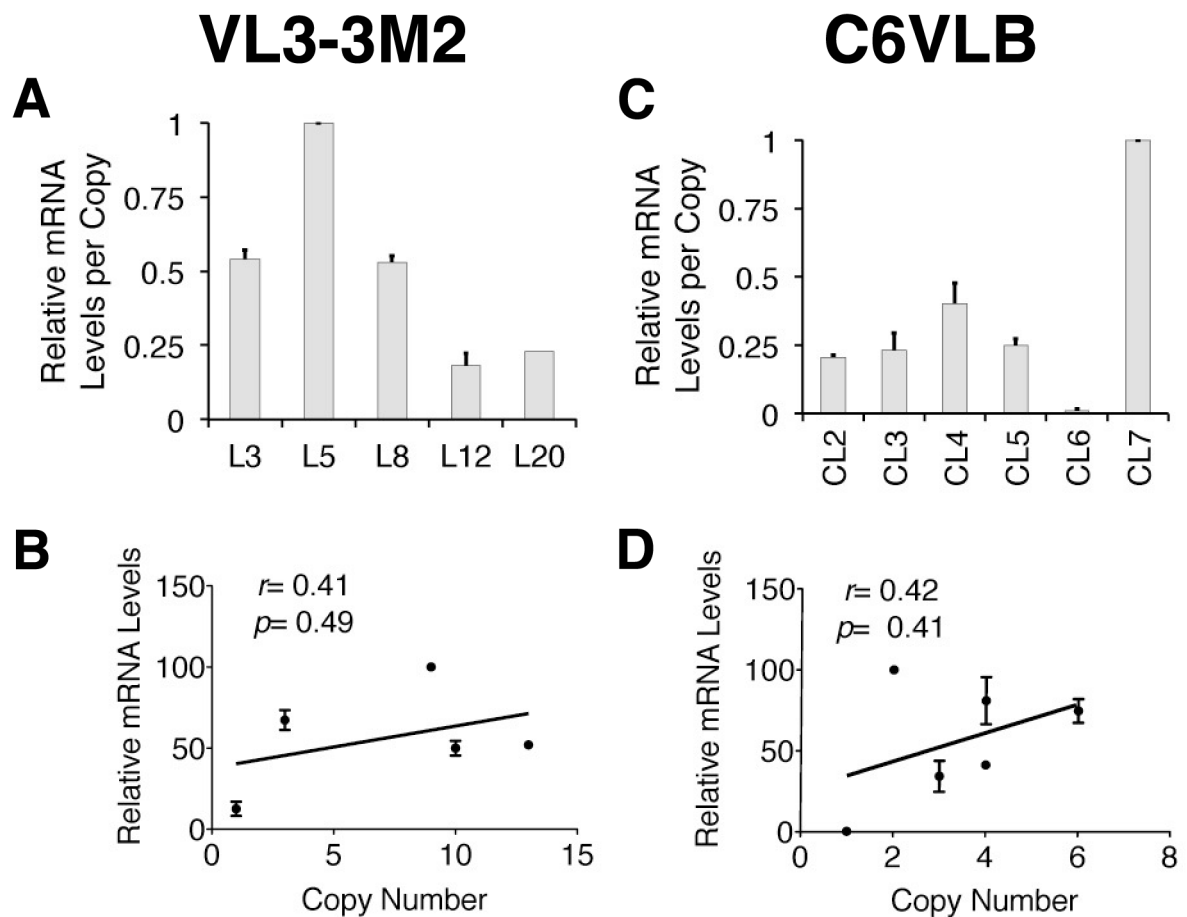 VL3-3M2
C6VLB
A
Relative mRNA
Levels per Copy
1
0.75
0.5
0.25
0
L3 L5 L8 L12 L20
C
Relative mRNA
Levels per Copy
1
0.75
0.50
0.25
0
CL2 CL3 CL4 CL5 CL6 CL7
B
Relative mRNA Levels
150
100
50
0
r= 0.41
p= 0.49
0 5 10 15
Copy Number
D
Relative mRNA Levels
150
100
50
0
r= 0.42
p= 0.41
0 2 4 6 8
Copy Number